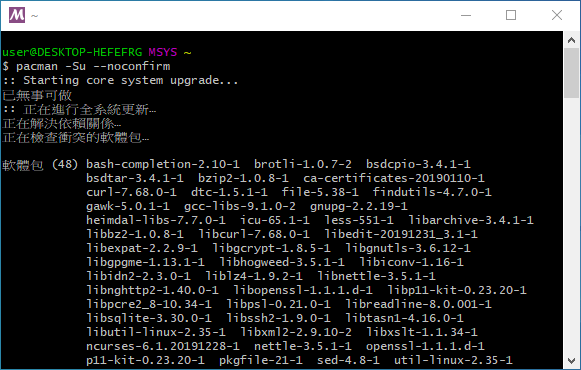 ~
user@DESKTOP-HEFEFRG MSYS ~
$ pacman -Su --noconfirm
:: Starting core system upgrade...
已無事可做
:: 正在進行全系統更新…
正在解決依賴關係…
正在檢查衝突的軟體包…
軟體包 (48) bash-completion-2.10-1 brotli-1.0.7-2 bsdcpio-3.4.1-1
bsdtar-3.4.1-1 bzip2-1.0.8-1 ca-certificates-20190110-1
curl-7.68.0-1 dtc-1.5.1-1 file-5.38-1 findutils-4.7.0-1
gawk-5.0.1-1 gcc-libs-9.1.0-2 gnupg-2.2.19-1
heimdal-libs-7.7.0-1 icu-65.1-1 less-551-1 libarchive-3.4.1-1
libbz2-1.0.8-1 libcurl-7.68.0-1 libedit-20191231_3.1-1
libexpat-2.2.9-1 libgcrypt-1.8.5-1 libgnutls-3.6.12-1
libgpgme-1.13.1-1 libhogweed-3.5.1-1 libiconv-1.16-1
libidn2-2.3.0-1 liblz4-1.9.2-1 libnettle-3.5.1-1
libnghttp2-1.40.0-1 libopenssl-1.1.1.d-1 libp11-kit-0.23.20-1
libpcre2_8-10.34-1 libpsl-0.21.0-1 libreadline-8.0.001-1
libsqlite-3.30.0-1 libssh2-1.9.0-1 libtasn1-4.16.0-1
libutil-linux-2.35-1 libxml2-2.9.10-2 libxslt-1.1.34-1
ncurses-6.1.20191228-1 nettle-3.5.1-1 openssl-1.1.1.d-1
p11-kit-0.23.20-1 pkgfile-21-1 sed-4.8-1 util-linux-2.35-1